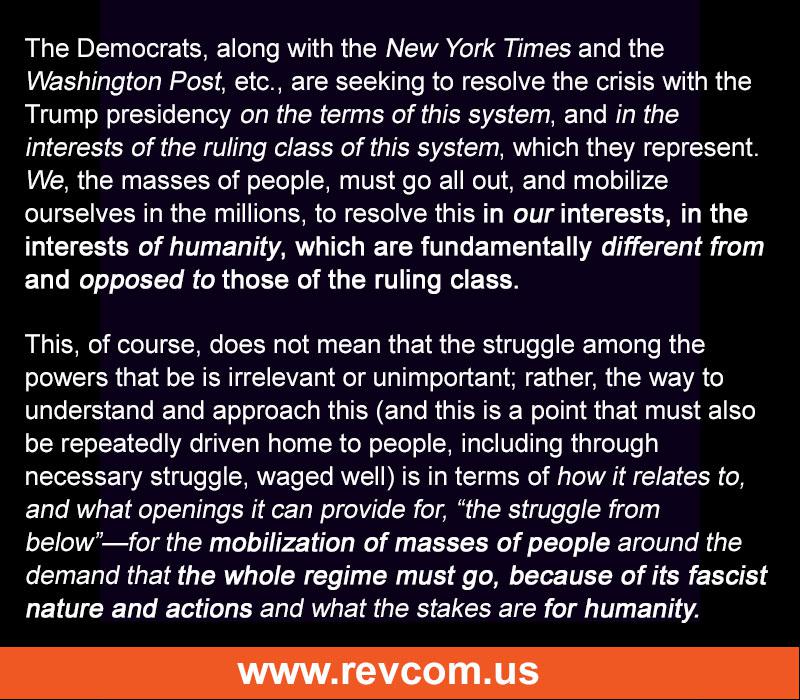 The Democrats, along with the New York Times and the
Washington Post, etc., are seeking to resolve the crisis with the
Trump presidency on the terms of this system, and in the
interests of the ruling class of this system, which they represent.
We, the masses of people, must go all out, and mobilize
ourselves in the millions, to resolve this in our interests, in the
interests of humanity, which are fundamentally different from
and opposed to those of the ruling class.
This, of course, does not mean that the struggle among the
powers that be is irrelevant or unimportant; rather, the way to
understand and approach this (and this is a point that must also
be repeatedly driven home to people, including through
necessary struggle, waged well) is in terms of how it relates to,
and what openings it can provide for, “the struggle from
below”—for the mobilization of masses of people around the
demand that the whole regime must go, because of its fascist
nature and actions and what the stakes are for humanity.
www.revcom.us